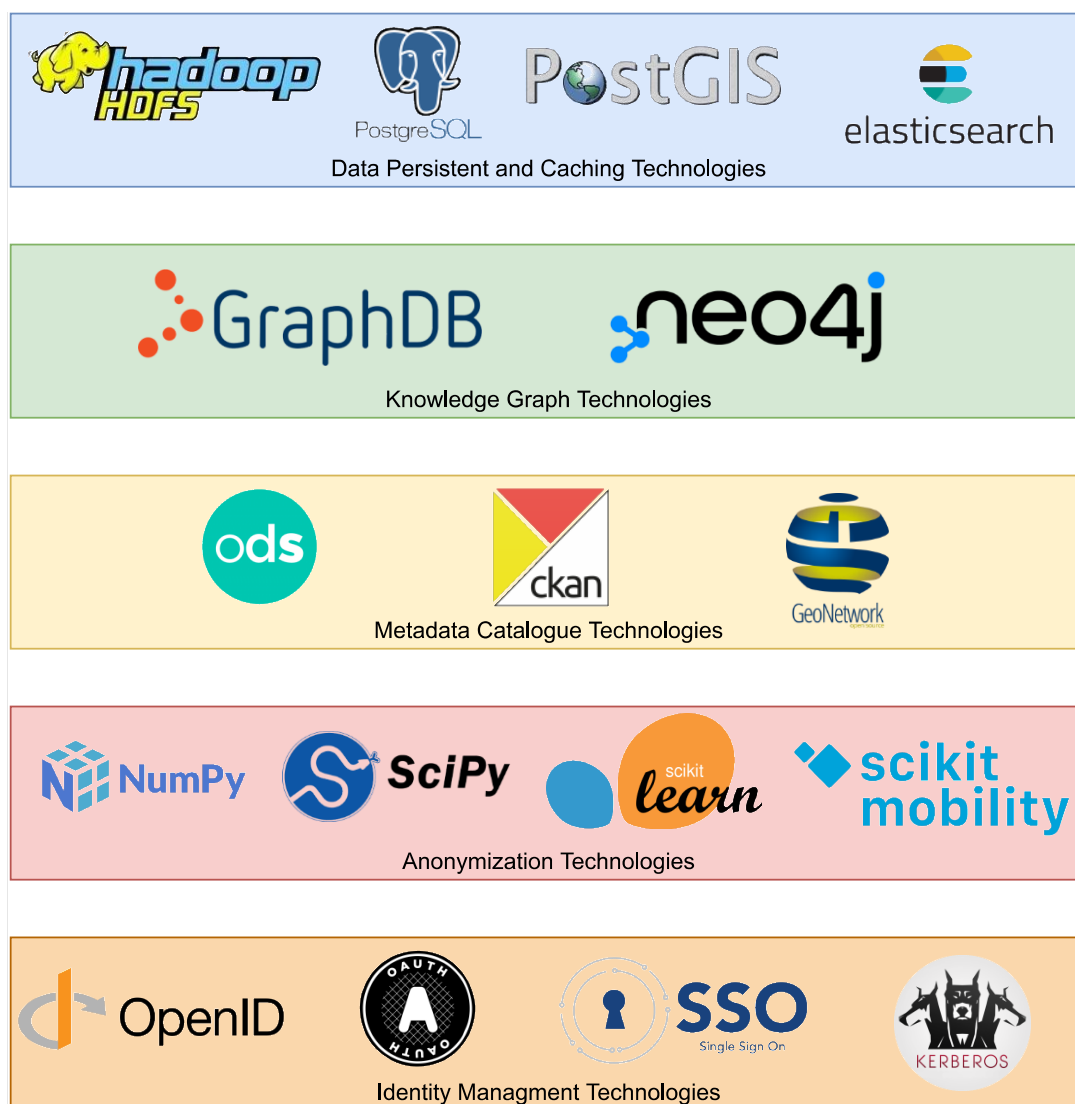 hadoop
HDFS
PostgreSQL
PostGIS
elasticsearch
Data Persistent and Caching Technologies
GraphDB
neo4j
Knowledge Graph Technologies
ods
ckan
GeoNetwork
opensource
Metadata Catalogue Technologies
NumPy
SciPy
scikit
learn
scikit
mobility
Anonymization Technologies
OpenID
OAUTH
A
OAUTH
SSO
Single Sign On
KERBEROS
Identity Managment Technologies